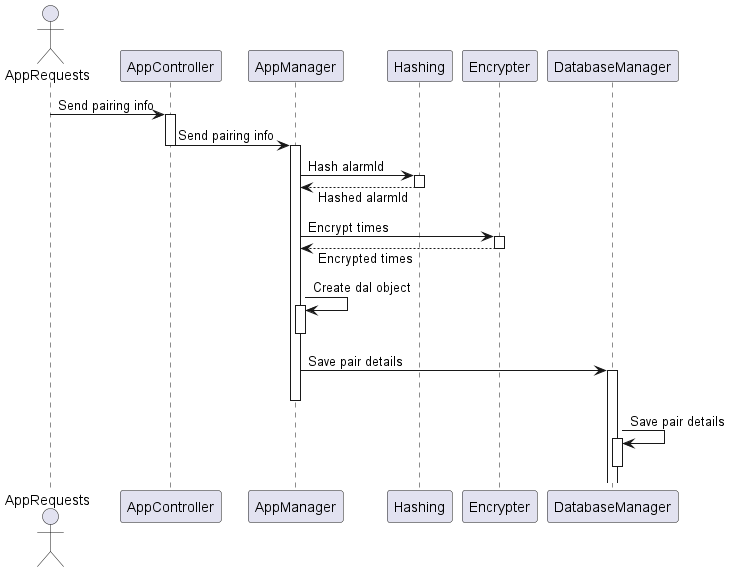 AppRequests
AppController
AppManager
Hashing
Encrypter
DatabaseManager
Send pairing info
Send pairing info
Hash alarmId
Hashed alarmId
Encrypt times
Encrypted times
Create dal object
Save pair details
Save pair details
AppRequests
AppController
AppManager
Hashing
Encrypter
DatabaseManager